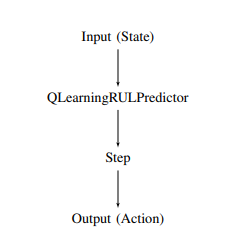 Input (State)
QLearningRULPredictor
Step
Output (Action)